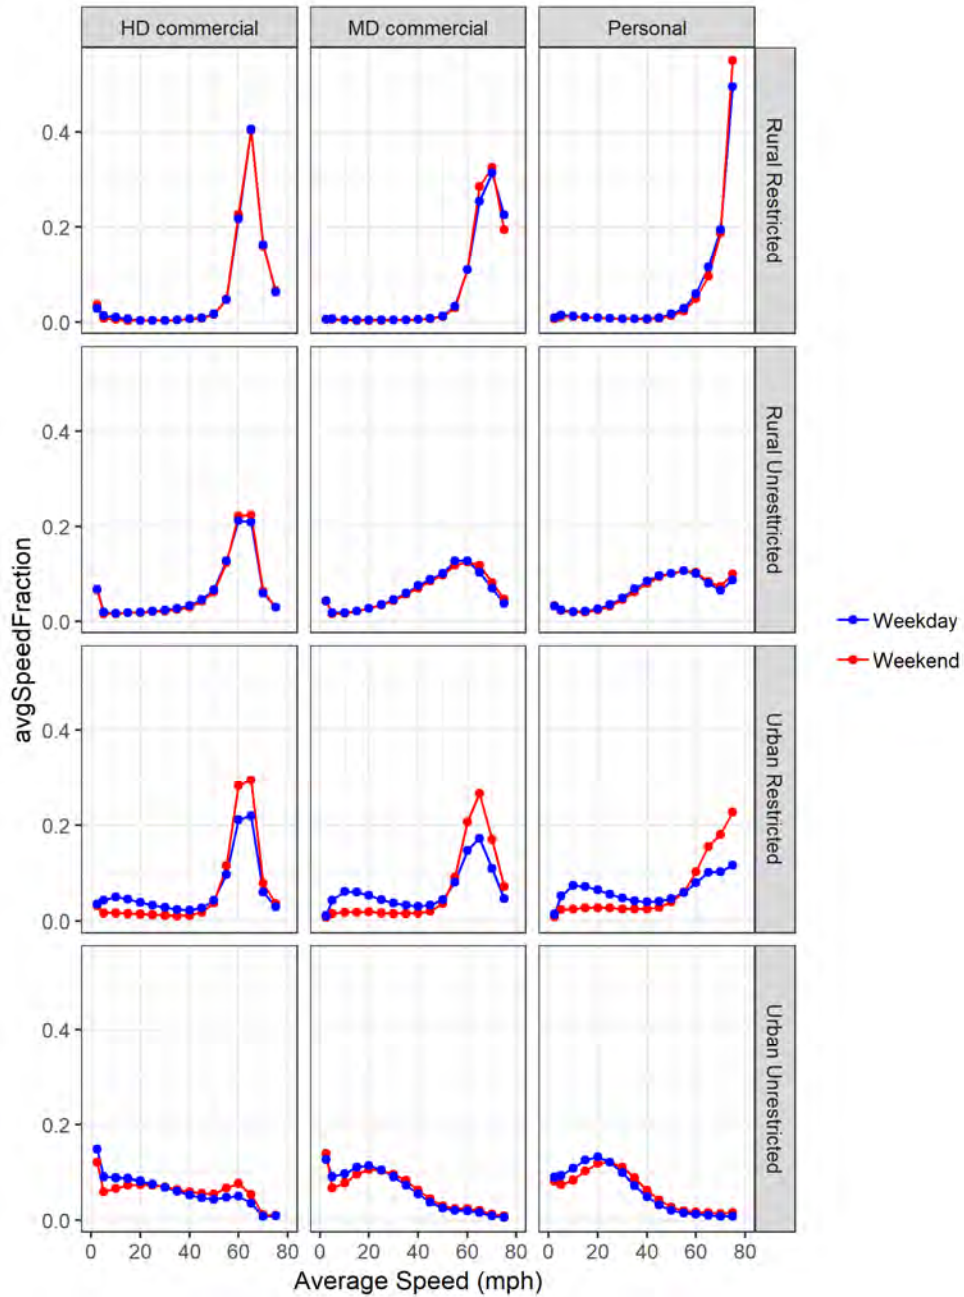 HD commercial MD commercial Personal
0.4
0.2
0.0
Rural Restricted
0.4
0.2
0.0
Rural Unresttricted
avgSpeedFraction
Weekday
Weekend
0.4
0.2
0.0
Urban Restricted
0.4
0.2
0.0
Urban Unrestricted
0 20 40 60 80 0 20 40 60 80 0 20 40 60 80
Average Speed (mph)